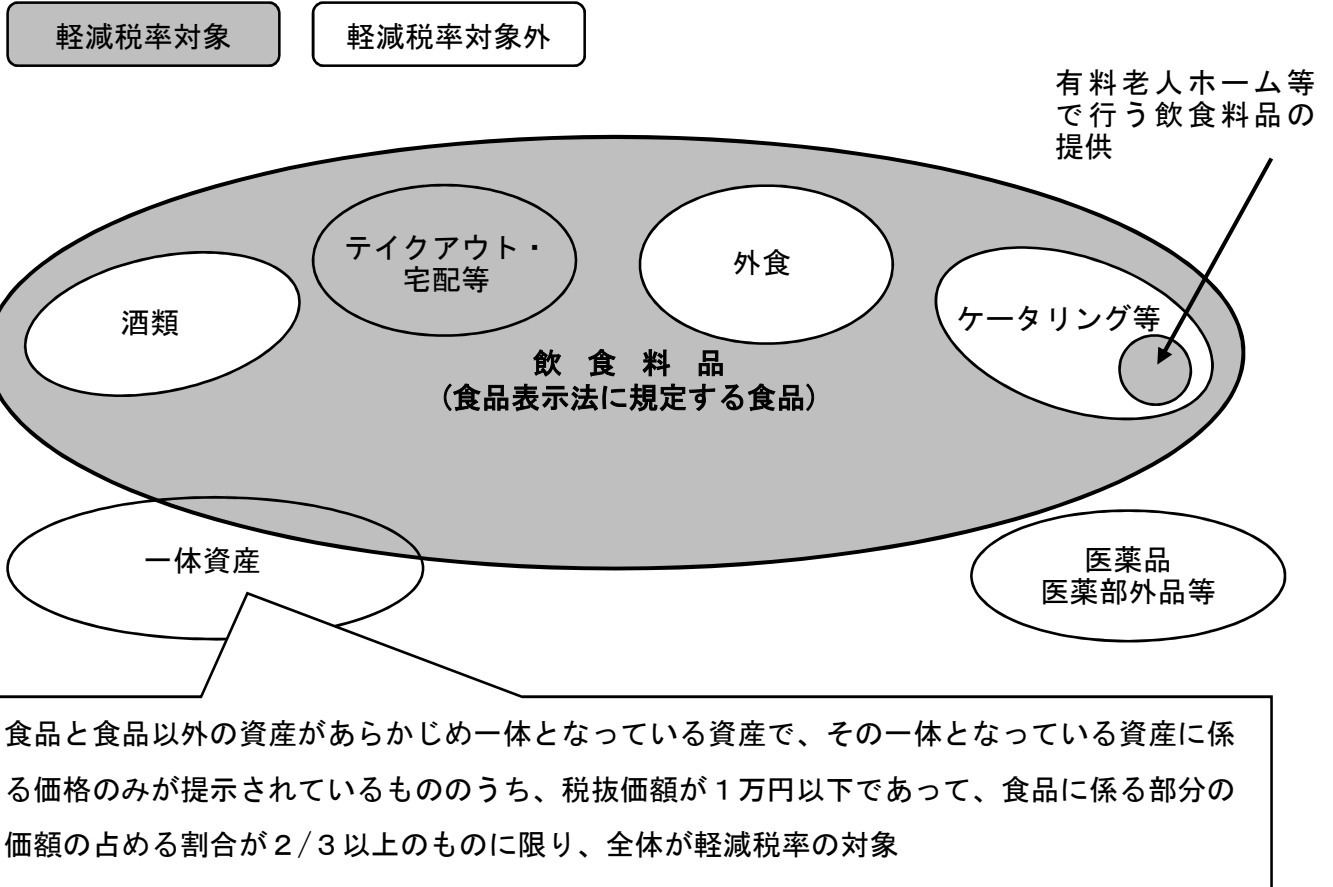 軽減税率対象
軽減税率対象外
有料老人ホーム等
で行う飲食料品の
提供
テイクアウト・
宅配等
外食
酒類
ケータリング等
飲食料品
(食品表示法に規定する食品)
一体資産
医薬品
医薬部外品等
食品と食品以外の資産があらかじめ一体となっている資産で、その一体となっている資産に係
る価格のみが提示されているもののうち、税抜価額が1万円以下であって、食品に係る部分の
価額の占める割合が2/3以上のものに限り、全体が軽減税率の対象